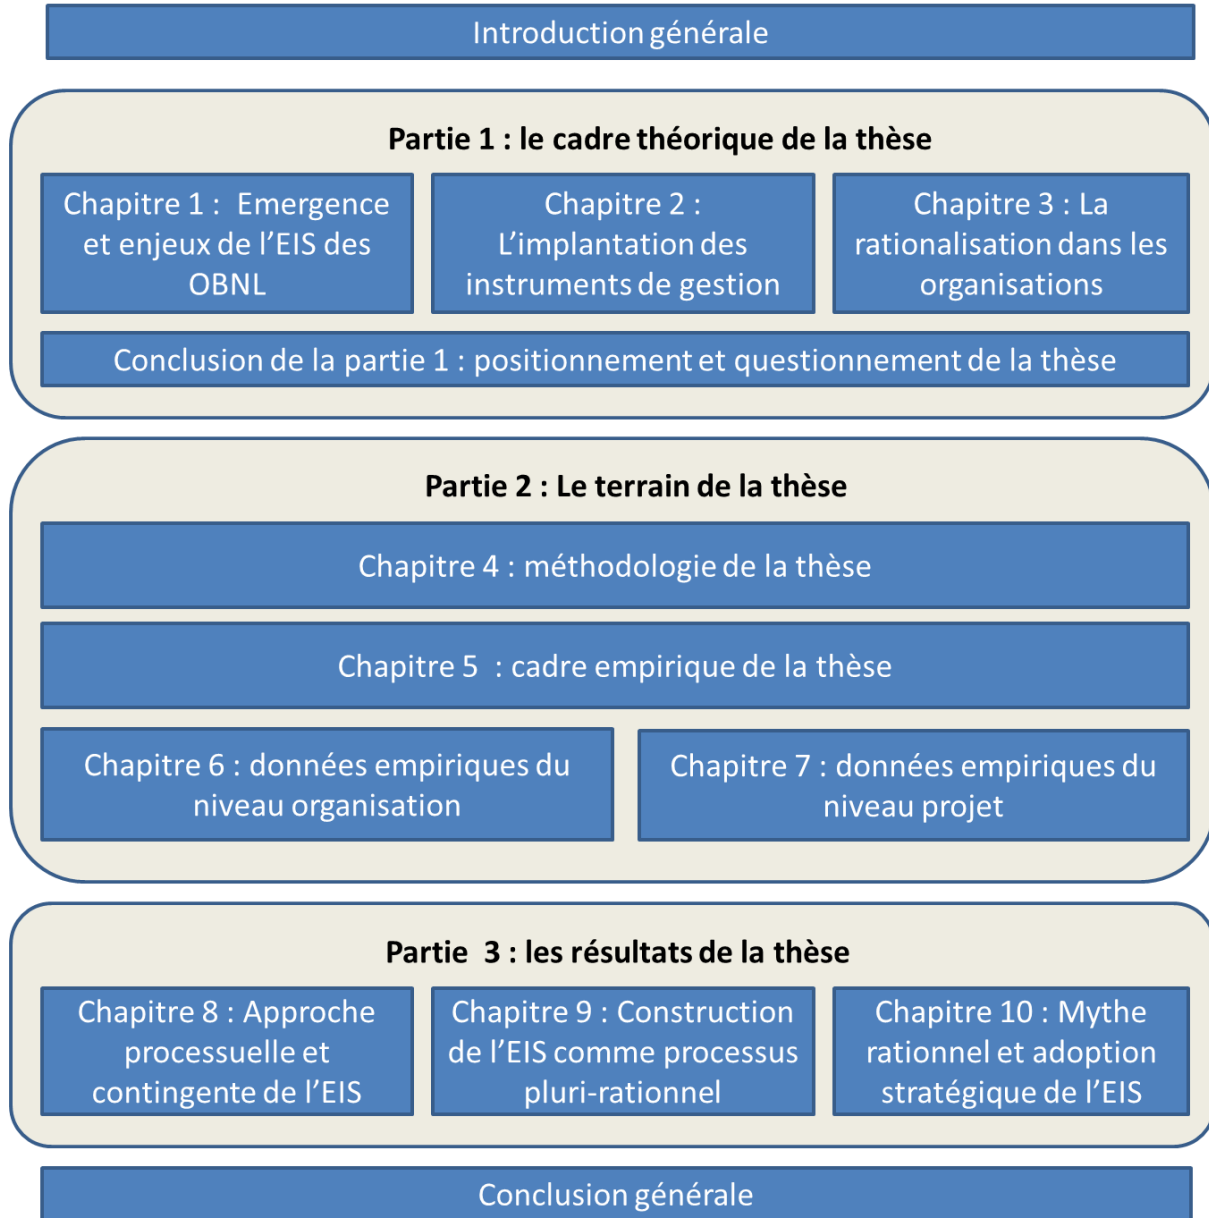 Introduction générale
Partie 1 : le cadre théorique de la thèse
Chapitre 1 : Emergence
et enjeux de l'EIS des
OBNL
Chapitre 2 :
L'implantation des
instruments de gestion
Chapitre 3 : La
rationalisation dans les
organisations
Conclusion de la partie 1 : positionnement et questionnement de la thèse
Partie 2 : Le terrain de la thèse
Chapitre 4 : méthodologie de la thèse
Chapitre 5 : cadre empirique de la thèse
Chapitre 6 : données empiriques du
niveau organisation
Chapitre 7 : données empiriques du
niveau projet
Partie 3 : les résultats de la thèse
Chapitre 8 : Approche
processuelle et
contingente de l'EIS
Chapitre 9 : Construction
de l'EIS comme processus
pluri-rationnel
Chapitre 10 : Mythe
rationnel et adoption
stratégique de l'EIS
Conclusion générale